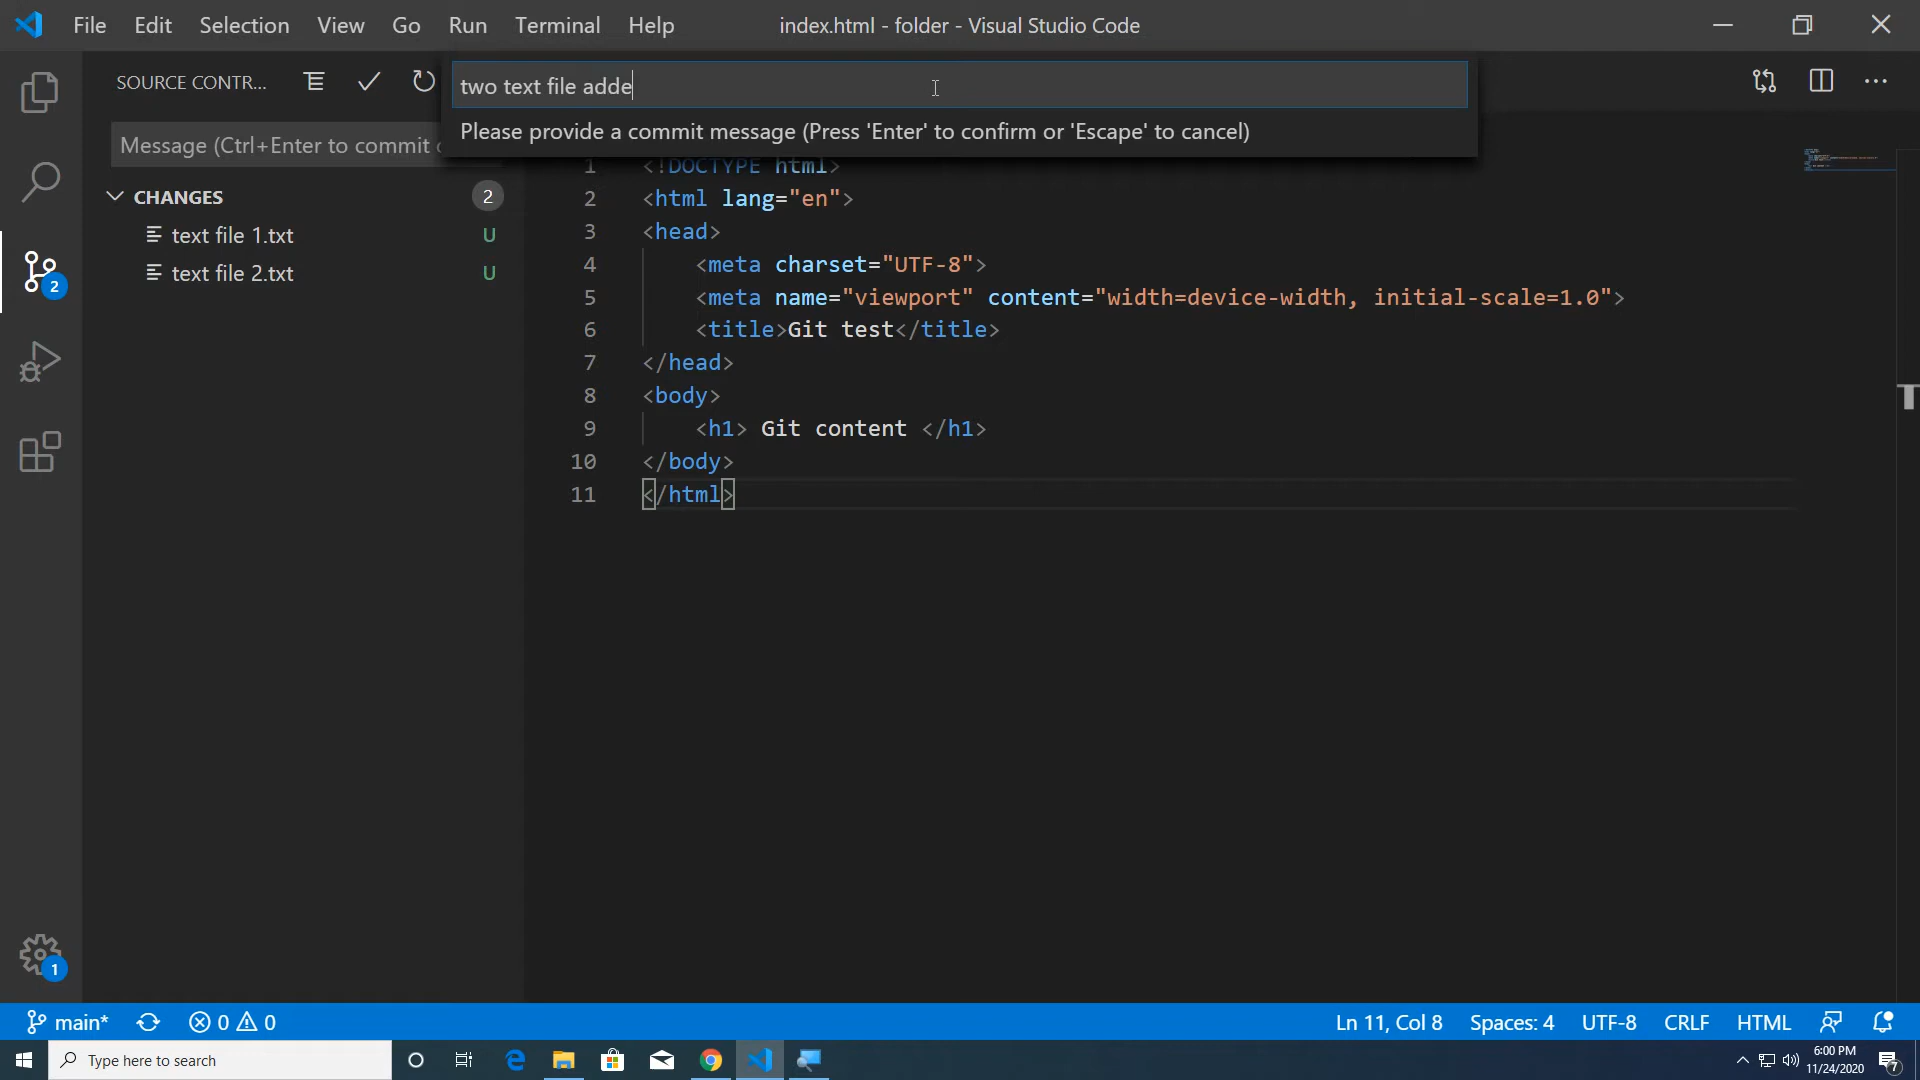 File Edit Selection View Go Run Terminal Help index.html - folder - Visual Studio Code
SOURCE CONTR...
two text file adde
Please provide a commit message (Press 'Enter' to confirm or 'Escape' to cancel)
Message (Ctrl+Enter to commit
CHANGES 2
text file 1.txt U
text file 2.txt U
2
1
1 <!DOCTYPE html>
2 <html lang="en">
3 <head>
4 <meta charset="UTF-8">
5 <meta name="viewport" content="width=device-width, initial-scale=1.0">
6 <title>Git test</title>
7 </head>
8 <body>
9 <h1> Git content </h1>
10 </body>
11 </html>
main* 0 0 Ln 11, Col 8 Spaces: 4 UTF-8 CRLF HTML
Type here to search
6:00 PM
11/24/2020
7